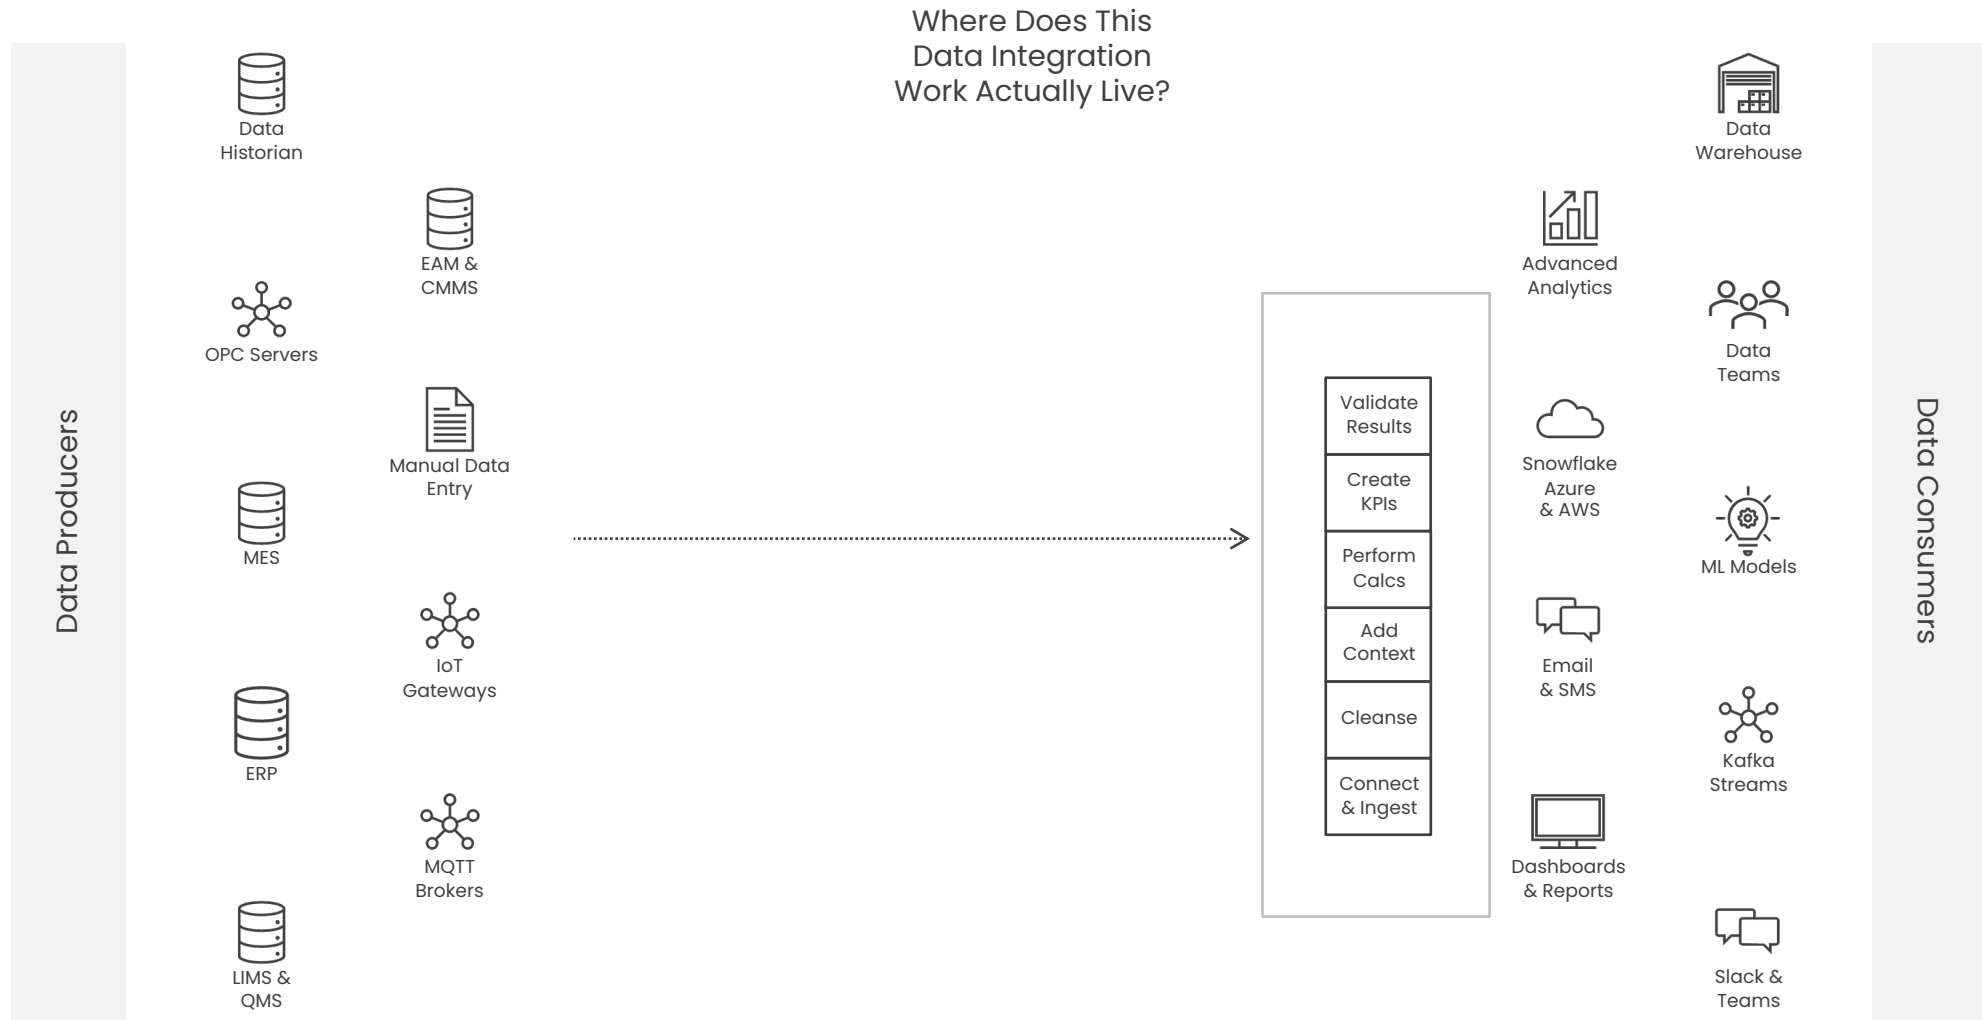 Where Does This
Data Integration
Work Actually Live?
Data Producers
Data
Historian
EAM &
CMMS
OPC Servers
Manual Data
Entry
MES
IoT
Gateways
ERP
MQTT
Brokers
LIMS &
QMS
Validate
Results
Create
KPIs
Perform
Calcs
Add
Context
Cleanse
Connect
& Ingest
Data
Warehouse
Advanced
Analytics
Data
Teams
Snowflake
Azure
& AWS
ML Models
Email
& SMS
Kafka
Streams
Dashboards
& Reports
Slack &
Teams
Data Consumers